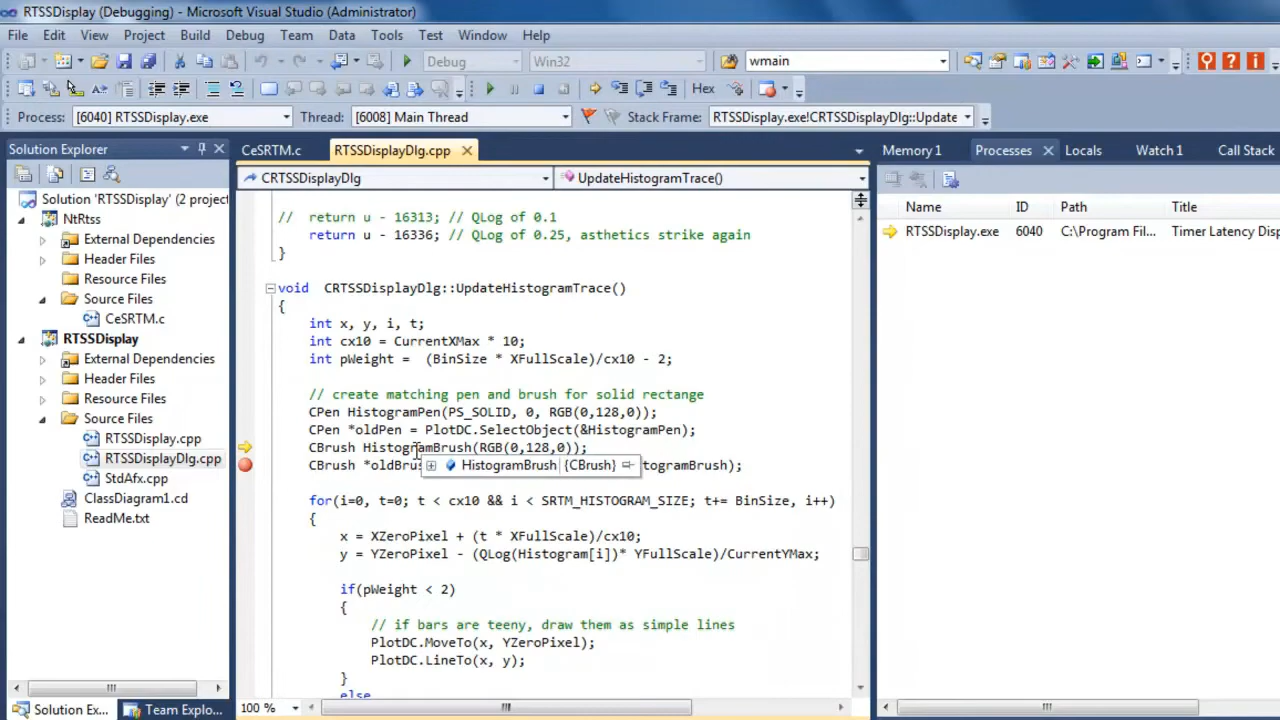 RTSSDisplay (Debugging) - Microsoft Visual Studio (Administrator)
File Edit View Project Build Debug Team Data Tools Test Window Help
Debug Win32 wmain
Hex
Process: [6040] RTSSDisplay.exe Thread: [6008] Main Thread Stack Frame: RTSSDisplay.exe!CRTSSDisplayDlg::Update
Solution Explorer
Solution 'RTSSDisplay' (2 project
NtRtss
External Dependencies
Header Files
Resource Files
Source Files
CeSRTM.c
RTSSDisplay
External Dependencies
Header Files
Resource Files
Source Files
RTSSDisplay.cpp
RTSSDisplayDlg.cpp
StdAfx.cpp
ClassDiagram1.cd
ReadMe.txt
Solution Ex... Team Explo...
CeSRTM.c RTSSDisplayDlg.cpp
CRTSSDisplayDlg UpdateHistogramTrace()
// return u - 16313; // QLog of 0.1
return u - 16336; // QLog of 0.25, asthetics strike again
}
void CRTSSDisplayDlg::UpdateHistogramTrace()
{
int x, y, i, t;
int cx10 = CurrentXMax * 10;
int pWeight = (BinSize * XFullScale)/cx10 - 2;
// create matching pen and brush for solid rectange
CPen HistogramPen(PS_SOLID, 0, RGB(0,128,0));
CPen *oldPen = PlotDC.SelectObject(&HistogramPen);
CBrush HistogramBrush(RGB(0,128,0));
CBrush *oldBrus HistogramBrush {CBrush} togramBrush);
for(i=0, t=0; t < cx10 && i < SRTM_HISTOGRAM_SIZE; t+= BinSize, i++)
{
x = XZeroPixel + (t * XFullScale)/cx10;
y = YZeroPixel - (QLog(Histogram[i])* YFullScale)/CurrentYMax;
if(pWeight < 2)
{
// if bars are teeny, draw them as simple lines
PlotDC.MoveTo(x, YZeroPixel);
PlotDC.LineTo(x, y);
}
else
100 %
Memory 1 Processes Locals Watch 1 Call Stack
Name ID Path Title
RTSSDisplay.exe 6040 C:\Program Fil... Timer Latency Disp